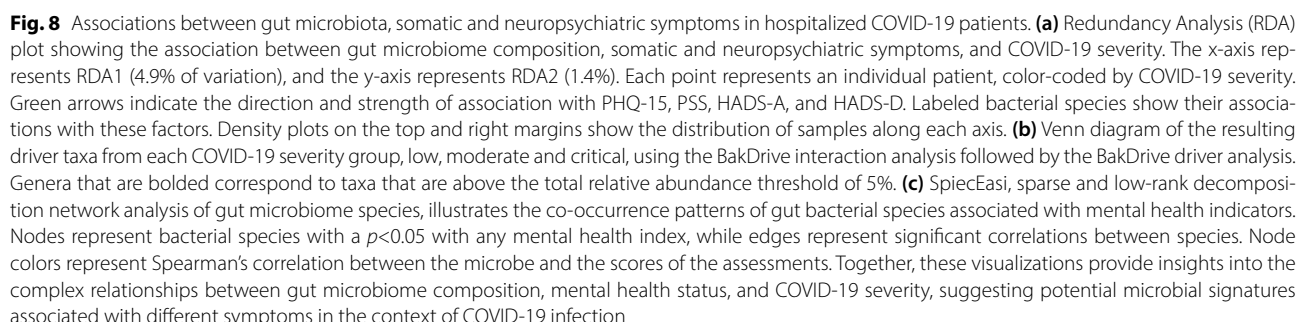 Fig. 8 Associations between gut microbiota, somatic and neuropsychiatric symptoms in hospitalized COVID-19 patients. (a) Redundancy Analysis (RDA)
plot showing the association between gut microbiome composition, somatic and neuropsychiatric symptoms, and COVID-19 severity. The x-axis rep-
resents RDA1 (4.9% of variation), and the y-axis represents RDA2 (1.4%). Each point represents an individual patient, color-coded by COVID-19 severity.
Green arrows indicate the direction and strength of association with PHQ-15, PSS, HADS-A, and HADS-D. Labeled bacterial species show their associa-
tions with these factors. Density plots on the top and right margins show the distribution of samples along each axis. (b) Venn diagram of the resulting
driver taxa from each COVID-19 severity group, low, moderate and critical, using the BakDrive interaction analysis followed by the BakDrive driver analysis.
Genera that are bolded correspond to taxa that are above the total relative abundance threshold of 5%. (c) SpiecEasi, sparse and low-rank decomposi-
tion network analysis of gut microbiome species, illustrates the co-occurrence patterns of gut bacterial species associated with mental health indicators.
Nodes represent bacterial species with a p<0.05 with any mental health index, while edges represent significant correlations between species. Node
colors represent Spearman's correlation between the microbe and the scores of the assessments. Together, these visualizations provide insights into the
complex relationships between gut microbiome composition, mental health status, and COVID-19 severity, suggesting potential microbial signatures
associated with different symptoms in the context of COVID-19 infection